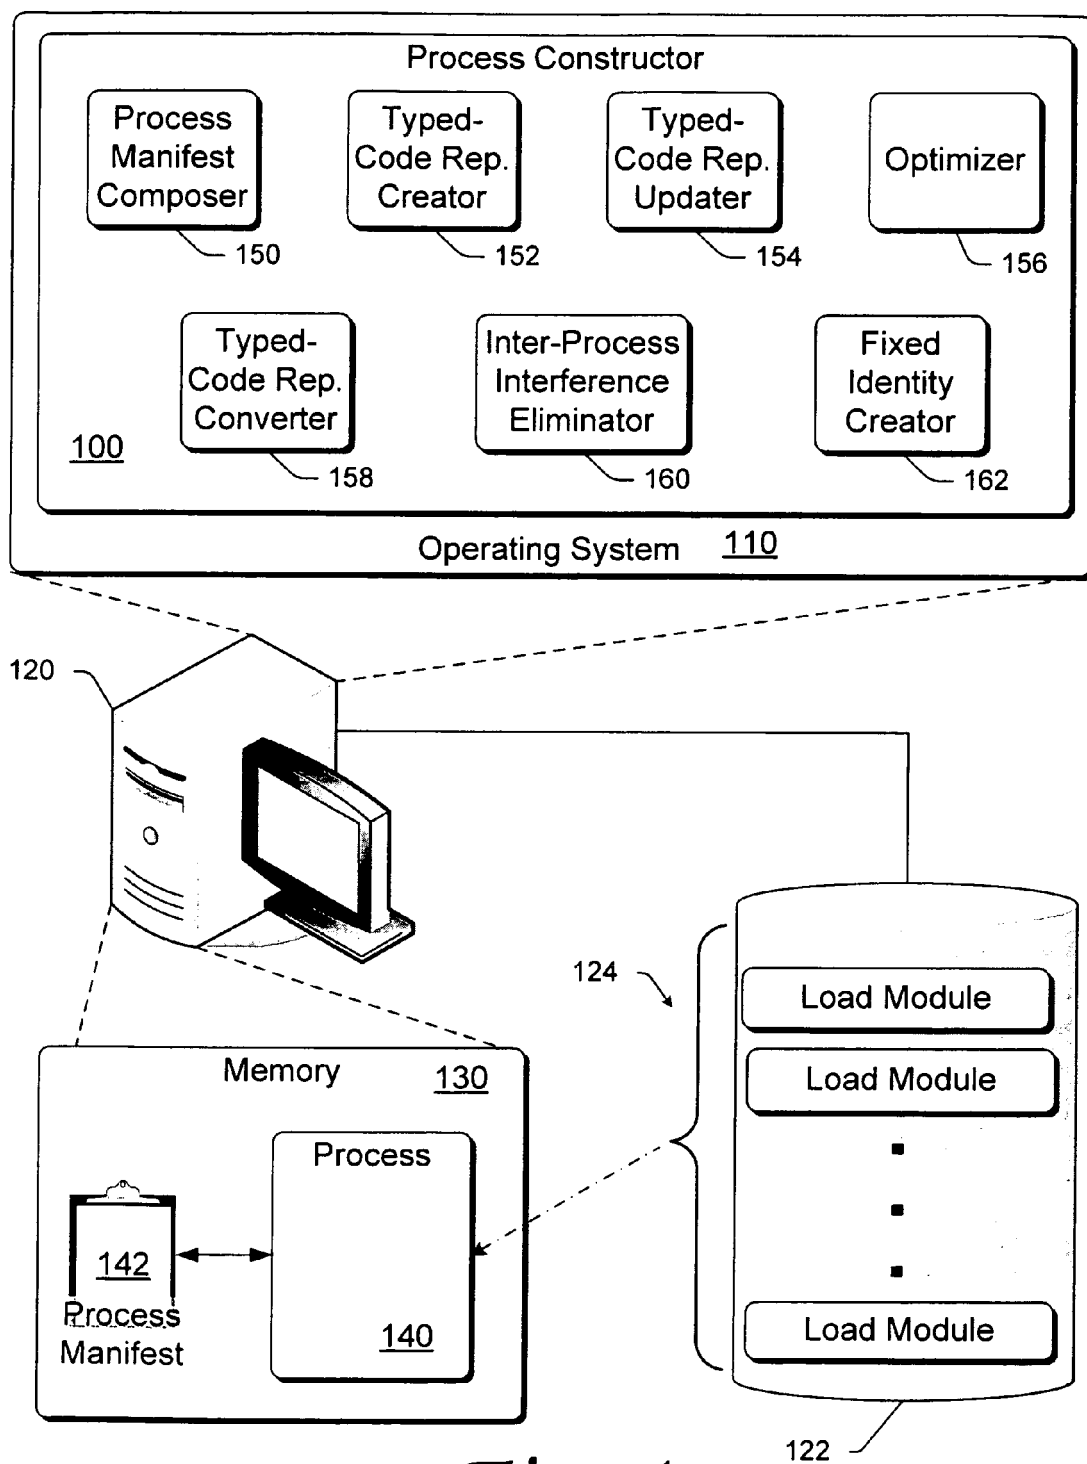 Process Constructor
Process
Manifest
Composer
150
Typed-
Code Rep.
Creator
152
Typed-
Code Rep.
Updater
154
Optimizer
156
Typed-
Code Rep.
Converter
158
Inter-Process
Interference
Eliminator
160
Fixed
Identity
Creator
162
100
Operating System 110
120
124
Load Module
Load Module
Load Module
122
Memory 130
Process
140
142
Process
Manifest